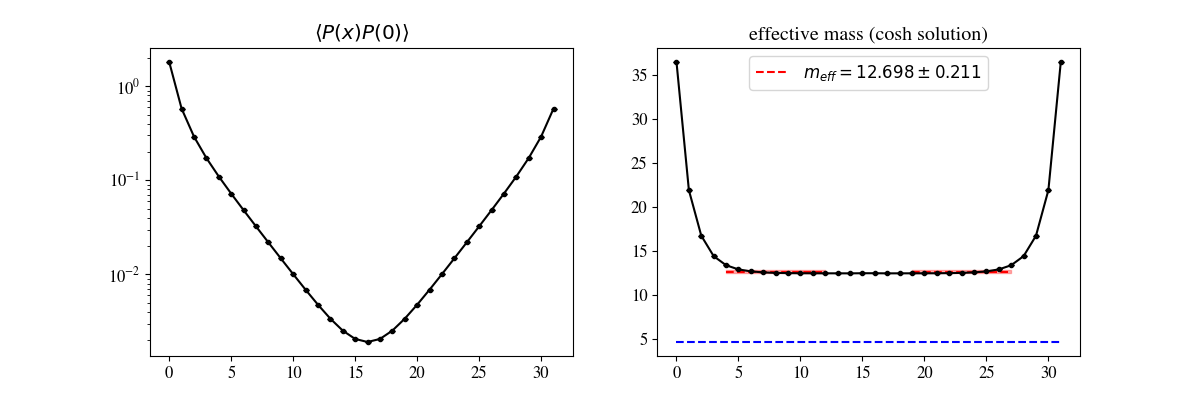 ⟨P(x)P(0)⟩
10⁰
10⁻¹
10⁻²
0 5 10 15 20 25 30
effective mass (cosh solution)
m_eff = 12.698 ± 0.211
35
30
25
20
15
10
5
0 5 10 15 20 25 30